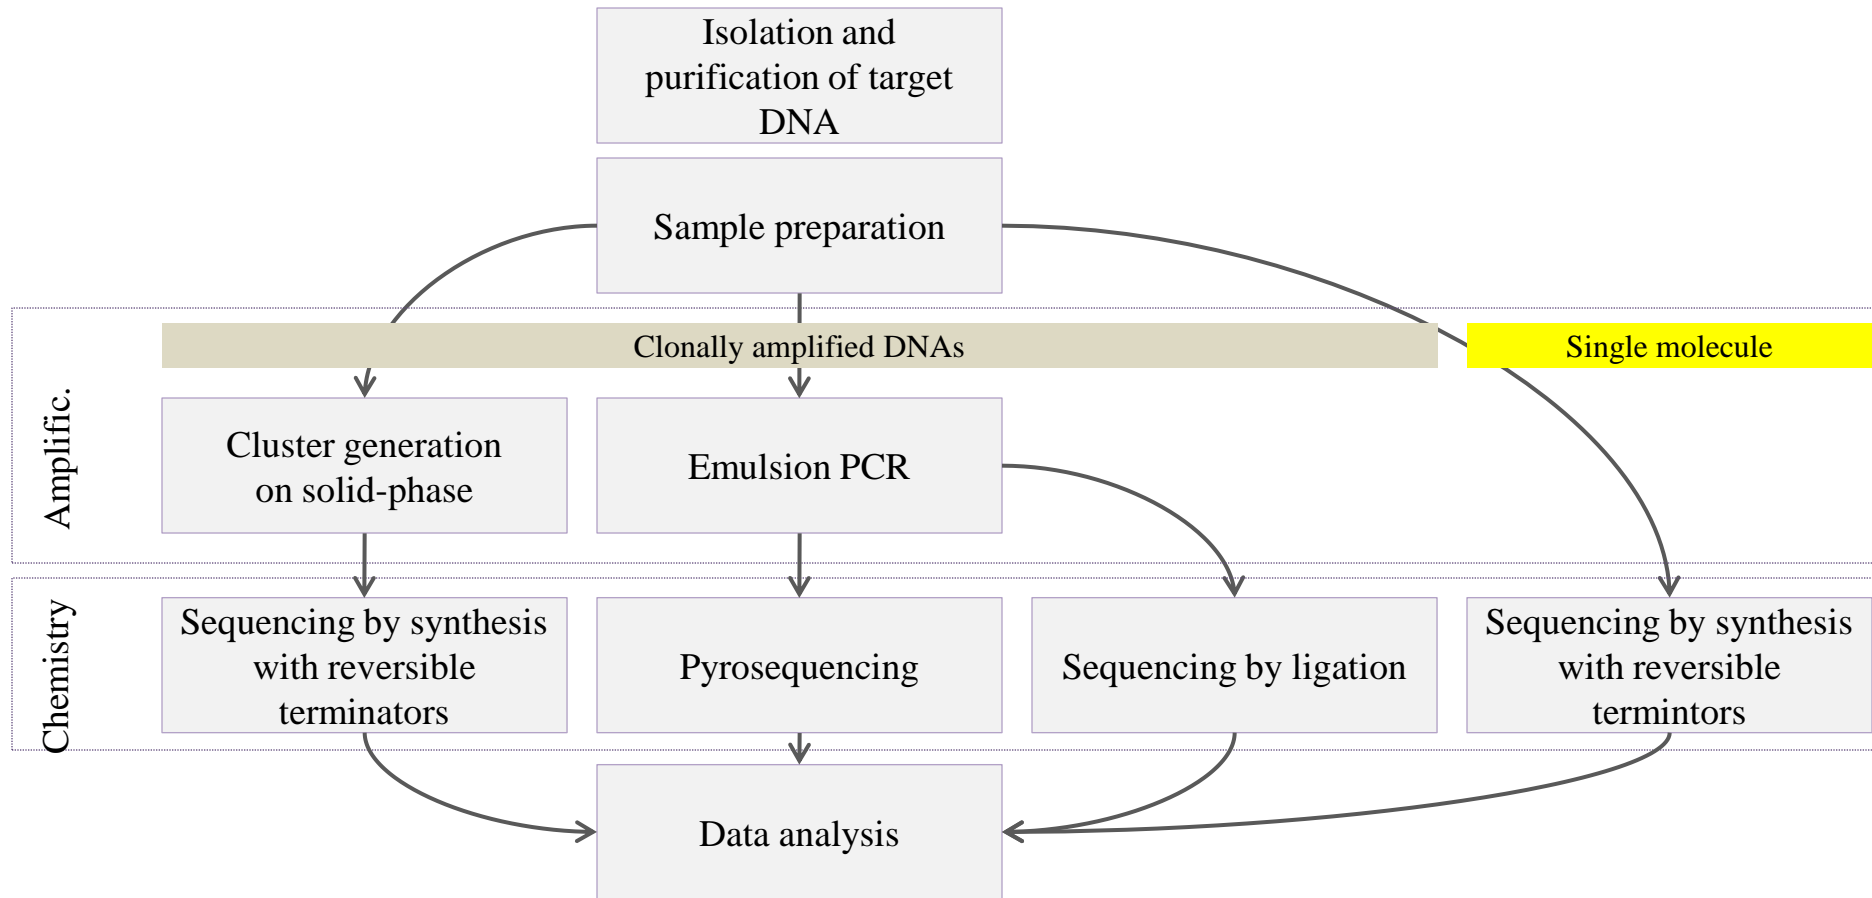 Isolation and
purification of target
DNA
Sample preparation
Clonally amplified DNAs
Single molecule
Amplific.
Cluster generation
on solid-phase
Emulsion PCR
Chemistry
Sequencing by synthesis
with reversible
terminators
Pyrosequencing
Sequencing by ligation
Sequencing by synthesis
with reversible
termintors
Data analysis